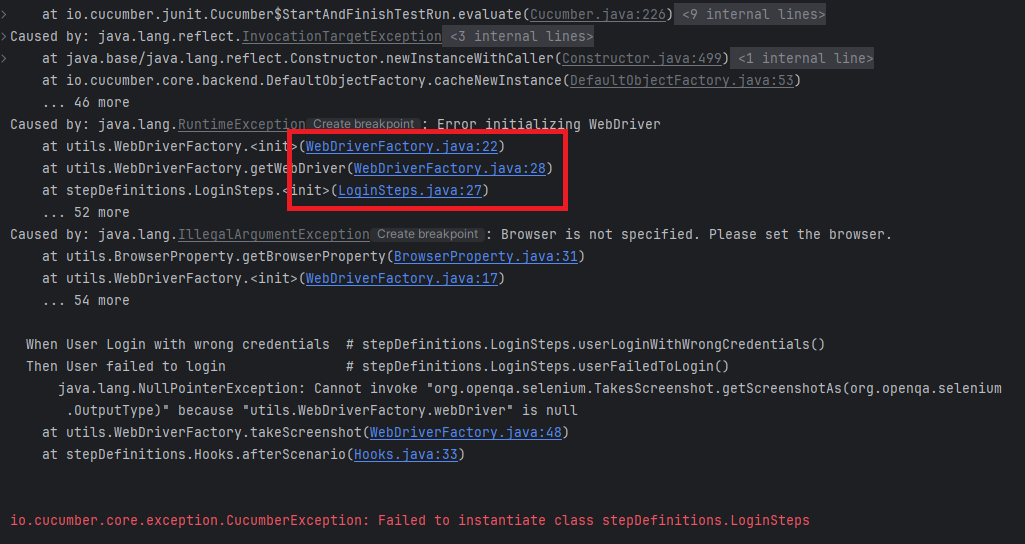 at io.cucumber.junit.Cucumber$StartAndFinishTestRun.evaluate(Cucumber.java:226) <9 internal lines>
Caused by: java.lang.reflect.InvocationTargetException <3 internal lines>
at java.base/java.lang.reflect.Constructor.newInstanceWithCaller(Constructor.java:499) <1 internal line>
at io.cucumber.core.backend.DefaultObjectFactory.cacheNewInstance(DefaultObjectFactory.java:53)
... 46 more
Caused by: java.lang.RuntimeException Create breakpoint : Error initializing WebDriver
at utils.WebDriverFactory.<init>(WebDriverFactory.java:22)
at utils.WebDriverFactory.getWebDriver(WebDriverFactory.java:28)
at stepDefinitions.LoginSteps.<init>(LoginSteps.java:27)
... 52 more
Caused by: java.lang.IllegalArgumentException Create breakpoint : Browser is not specified. Please set the browser.
at utils.BrowserProperty.getBrowserProperty(BrowserProperty.java:31)
at utils.WebDriverFactory.<init>(WebDriverFactory.java:17)
... 54 more
When User Login with wrong credentials # stepDefinitions.LoginSteps.userLoginWithWrongCredentials()
Then User failed to login # stepDefinitions.LoginSteps.userFailedToLogin()
java.lang.NullPointerException: Cannot invoke "org.openqa.selenium.TakesScreenshot.getScreenshotAs(org.openqa.selenium
.OutputType)" because "utils.WebDriverFactory.webDriver" is null
at utils.WebDriverFactory.takeScreenshot(WebDriverFactory.java:48)
at stepDefinitions.Hooks.afterScenario(Hooks.java:33)
io.cucumber.core.exception.CucumberException: Failed to instantiate class stepDefinitions.LoginSteps